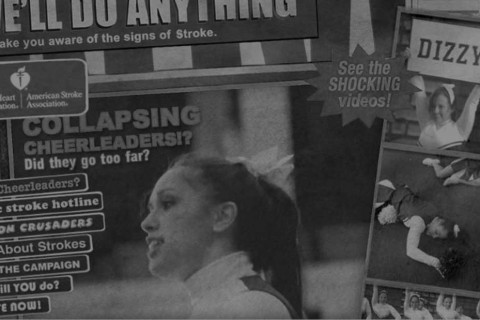 E'LL DO ANYTHING
ake you aware of the signs of Stroke.
See the
SHOCKING
videos!
DIZZY
Heart
American Stroke
Association.
COLLAPSING
CHEERLEADERS!?
Did they go too far?
Cheerleaders?
e stroke hotline
ON CRUSADERS
About Strokes
THE CAMPAIGN
ill YOU do?
TE NOW!